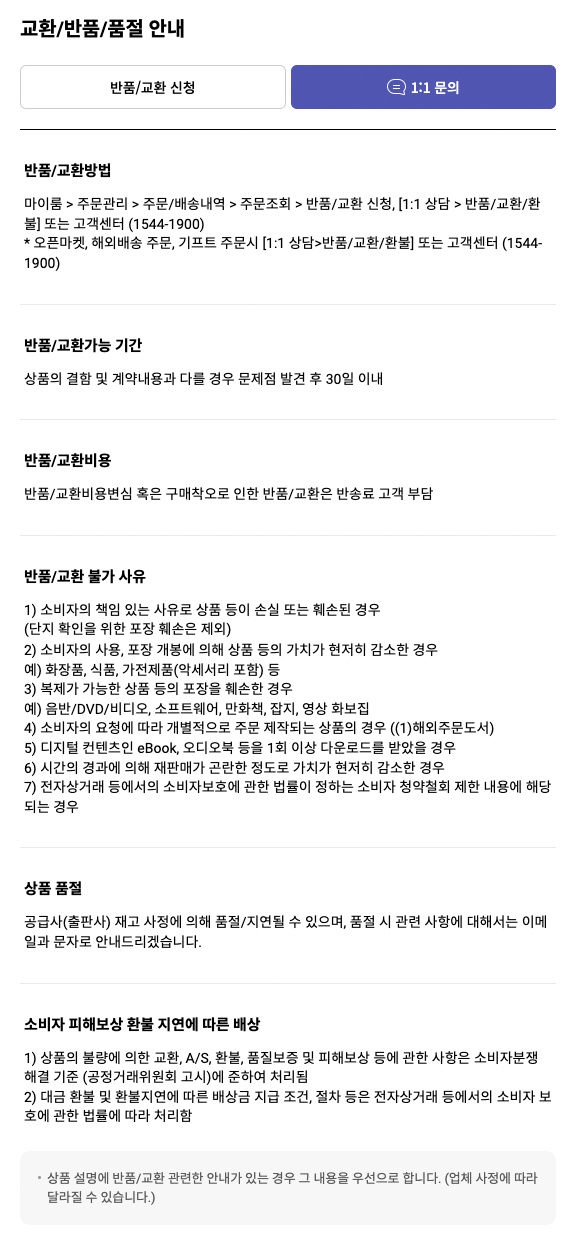 교환/반품/품절 안내
반품/교환 신청
1:1 문의
반품/교환방법
마이룸 > 주문관리 > 주문/배송내역 > 주문조회 > 반품/교환 신청, [1:1 상담 > 반품/교환/환
불] 또는 고객센터 (1544-1900)
* 오픈마켓, 해외배송 주문, 기프트 주문시 [1:1 상담>반품/교환/환불] 또는 고객센터 (1544-
1900)
반품/교환가능 기간
상품의 결함 및 계약내용과 다를 경우 문제점 발견 후 30일 이내
반품/교환비용
반품/교환비용변심 혹은 구매착오로 인한 반품/교환은 반송료 고객 부담
반품/교환 불가 사유
1) 소비자의 책임 있는 사유로 상품 등이 손실 또는 훼손된 경우
(단지 확인을 위한 포장 훼손은 제외)
2) 소비자의 사용, 포장 개봉에 의해 상품 등의 가치가 현저히 감소한 경우
예) 화장품, 식품, 가전제품(악세서리 포함) 등
3) 복제가 가능한 상품 등의 포장을 훼손한 경우
예) 음반/DVD/비디오, 소프트웨어, 만화책, 잡지, 영상 화보집
4) 소비자의 요청에 따라 개별적으로 주문 제작되는 상품의 경우 ((1)해외주문도서)
5) 디지털 컨텐츠인 eBook, 오디오북 등을 1회 이상 다운로드를 받았을 경우
6) 시간의 경과에 의해 재판매가 곤란한 정도로 가치가 현저히 감소한 경우
7) 전자상거래 등에서의 소비자보호에 관한 법률이 정하는 소비자 청약철회 제한 내용에 해당
되는 경우
상품 품절
공급사(출판사) 재고 사정에 의해 품절/지연될 수 있으며, 품절 시 관련 사항에 대해서는 이메
일과 문자로 안내드리겠습니다.
소비자 피해보상 환불 지연에 따른 배상
1) 상품의 불량에 의한 교환, A/S, 환불, 품질보증 및 피해보상 등에 관한 사항은 소비자분쟁
해결 기준 (공정거래위원회 고시)에 준하여 처리됨
2) 대금 환불 및 환불지연에 따른 배상금 지급 조건, 절차 등은 전자상거래 등에서의 소비자 보
호에 관한 법률에 따라 처리함
· 상품 설명에 반품/교환 관련한 안내가 있는 경우 그 내용을 우선으로 합니다. (업체 사정에 따라
달라질 수 있습니다.)